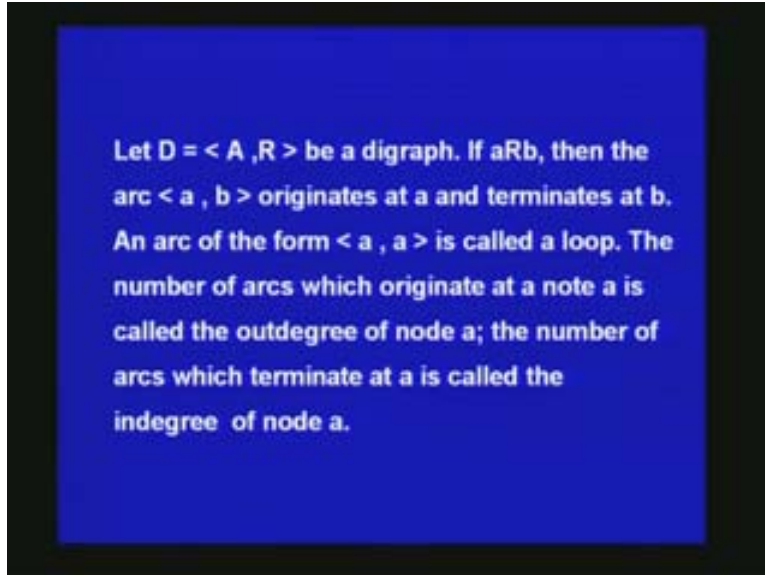 Let D = < A ,R > be a digraph. If aRb, then the
arc < a , b > originates at a and terminates at b.
An arc of the form < a , a > is called a loop. The
number of arcs which originate at a note a is
called the outdegree of node a; the number of
arcs which terminate at a is called the
indegree of node a.